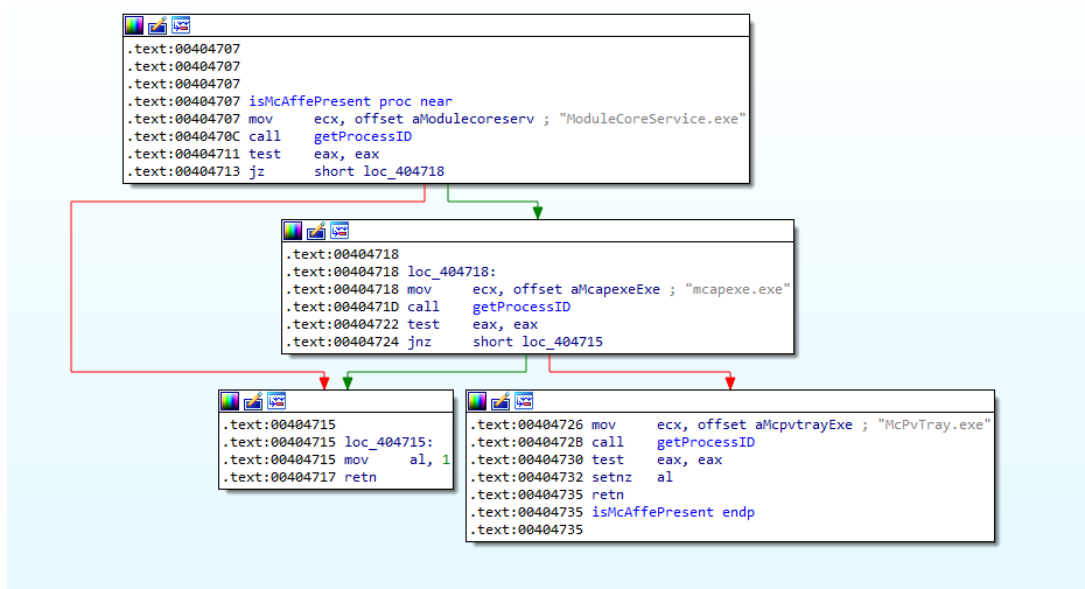 .text:00404707
.text:00404707
.text:00404707
.text:00404707 isMcAffePresent proc near
.text:00404707 mov     ecx, offset aModulecoreserv ; "ModuleCoreService.exe"
.text:0040470C call    getProcessID
.text:00404711 test    eax, eax
.text:00404713 jz      short loc_404718
.text:00404718
.text:00404718 loc_404718:
.text:00404718 mov     ecx, offset aMcapexeExe ; "mcapexe.exe"
.text:0040471D call    getProcessID
.text:00404722 test    eax, eax
.text:00404724 jnz     short loc_404715
.text:00404715
.text:00404715 loc_404715:
.text:00404715 mov     al, 1
.text:00404717 retn
.text:00404726 mov     ecx, offset aMcpvtrayExe ; "McPvTray.exe"
.text:0040472B call    getProcessID
.text:00404730 test    eax, eax
.text:00404732 setnz   al
.text:00404735 retn
.text:00404735 isMcAffePresent endp
.text:00404735